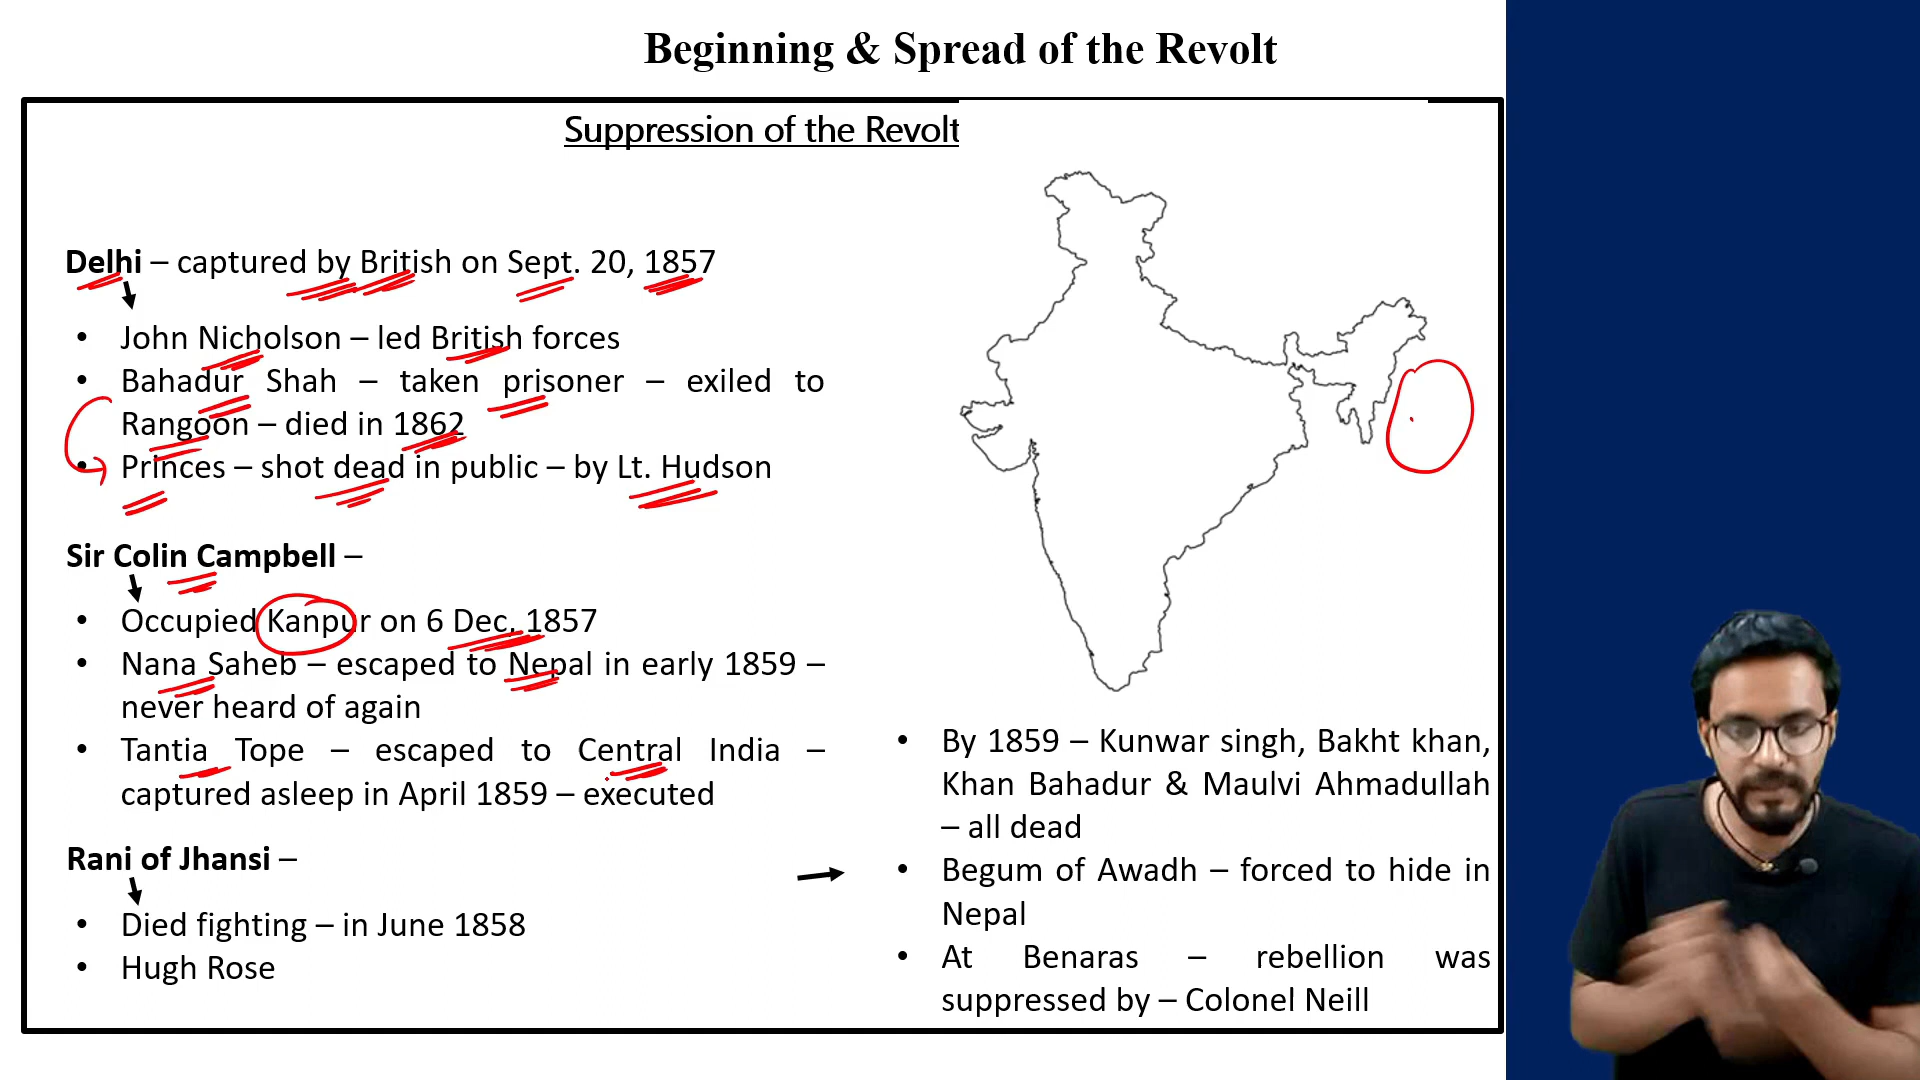 Beginning & Spread of the Revolt
Suppression of the Revolt
Delhi – captured by British on Sept. 20, 1857
• John Nicholson – led British forces
• Bahadur Shah – taken prisoner – exiled to
Rangoon – died in 1862
• Princes – shot dead in public – by Lt. Hudson
Sir Colin Campbell –
• Occupied Kanpur on 6 Dec, 1857
• Nana Saheb – escaped to Nepal in early 1859 –
never heard of again
• Tantia Tope – escaped to Central India –
captured asleep in April 1859 – executed
Rani of Jhansi –
• Died fighting – in June 1858
• Hugh Rose
• By 1859 – Kunwar singh, Bakht khan,
Khan Bahadur & Maulvi Ahmadullah
– all dead
• Begum of Awadh – forced to hide in
Nepal
• At Benaras – rebellion was
suppressed by – Colonel Neill